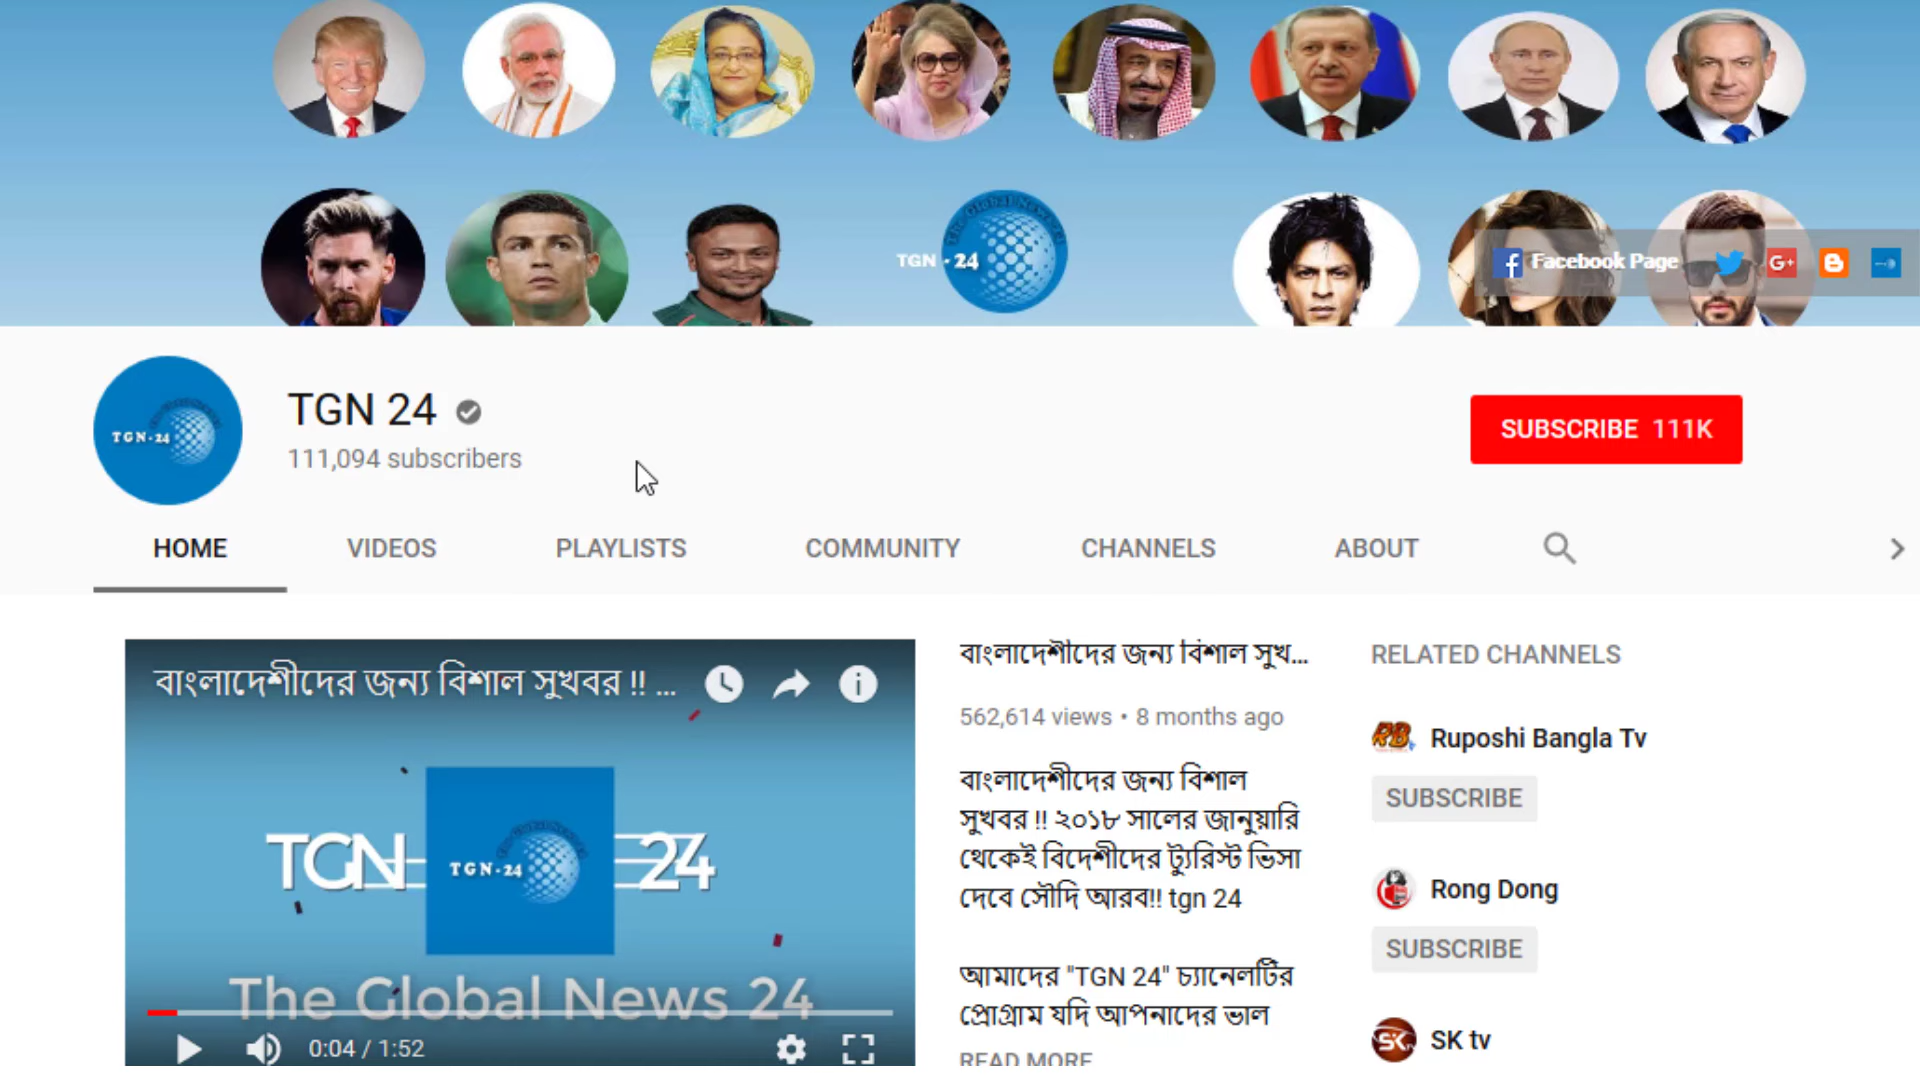 The Global News
TGN - 24
Facebook Page
G+
TGN-24
TGN 24
111,094 subscribers
SUBSCRIBE 111K
HOME VIDEOS PLAYLISTS COMMUNITY CHANNELS ABOUT
বাংলাদেশীদের জন্য বিশাল সুখবর !! ...
TGN 24
TGN-24
The Global News 24
0:04 / 1:52
বাংলাদেশীদের জন্য বিশাল সুখ...
562,614 views • 8 months ago
বাংলাদেশীদের জন্য বিশাল
সুখবর !! ২০১৮ সালের জানুয়ারি
থেকেই বিদেশীদের ট্যুরিস্ট ভিসা
দেবে সৌদি আরব!! tgn 24
আমাদের "TGN 24" চ্যানেলটির
প্রোগ্রাম যদি আপনাদের ভাল
READ MORE
RELATED CHANNELS
RB
Ruposhi Bangla Tv
SUBSCRIBE
Rong Dong
SUBSCRIBE
SK
SK tv